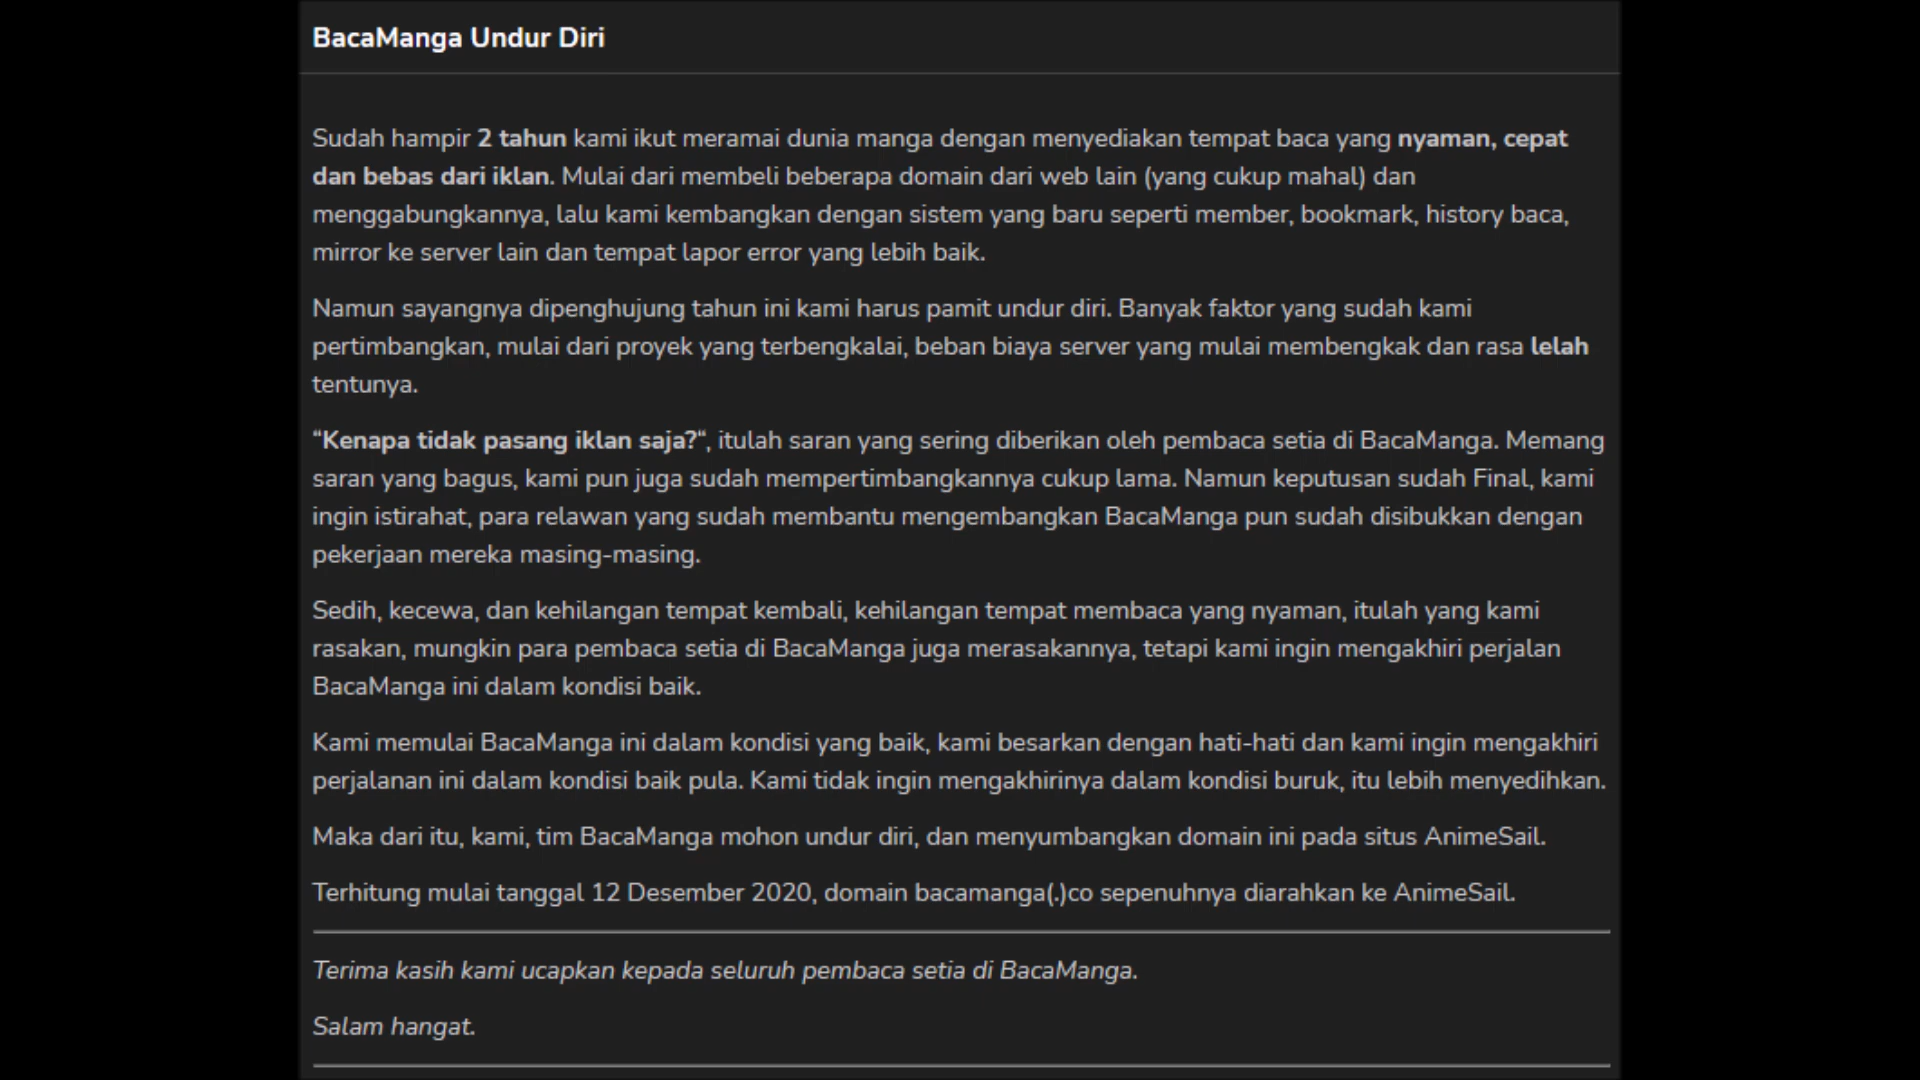 BacaManga Undur Diri
Sudah hampir 2 tahun kami ikut meramai dunia manga dengan menyediakan tempat baca yang nyaman, cepat
dan bebas dari iklan. Mulai dari membeli beberapa domain dari web lain (yang cukup mahal) dan
menggabungkannya, lalu kami kembangkan dengan sistem yang baru seperti member, bookmark, history baca,
mirror ke server lain dan tempat lapor error yang lebih baik.
Namun sayangnya dipenghujung tahun ini kami harus pamit undur diri. Banyak faktor yang sudah kami
pertimbangkan, mulai dari proyek yang terbengkalai, beban biaya server yang mulai membengkak dan rasa lelah
tentunya.
“Kenapa tidak pasang iklan saja?“, itulah saran yang sering diberikan oleh pembaca setia di BacaManga. Memang
saran yang bagus, kami pun juga sudah mempertimbangkannya cukup lama. Namun keputusan sudah Final, kami
ingin istirahat, para relawan yang sudah membantu mengembangkan BacaManga pun sudah disibukkan dengan
pekerjaan mereka masing-masing.
Sedih, kecewa, dan kehilangan tempat kembali, kehilangan tempat membaca yang nyaman, itulah yang kami
rasakan, mungkin para pembaca setia di BacaManga juga merasakannya, tetapi kami ingin mengakhiri perjalan
BacaManga ini dalam kondisi baik.
Kami memulai BacaManga ini dalam kondisi yang baik, kami besarkan dengan hati-hati dan kami ingin mengakhiri
perjalanan ini dalam kondisi baik pula. Kami tidak ingin mengakhirinya dalam kondisi buruk, itu lebih menyedihkan.
Maka dari itu, kami, tim BacaManga mohon undur diri, dan menyumbangkan domain ini pada situs AnimeSail.
Terhitung mulai tanggal 12 Desember 2020, domain bacamanga(.)co sepenuhnya diarahkan ke AnimeSail.
Terima kasih kami ucapkan kepada seluruh pembaca setia di BacaManga.
Salam hangat.